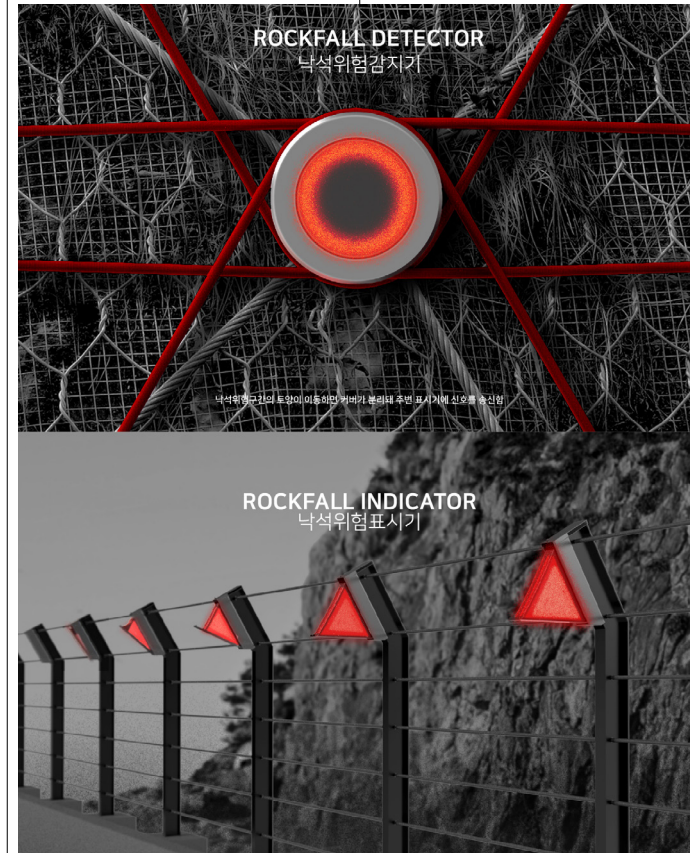 ROCKFALL DETECTOR
낙석위험감지기
낙석위험구간의 토양이 이동하면 커버가 분리돼 주변 표시기에 신호를 송신함
ROCKFALL INDICATOR
낙석위험표시기